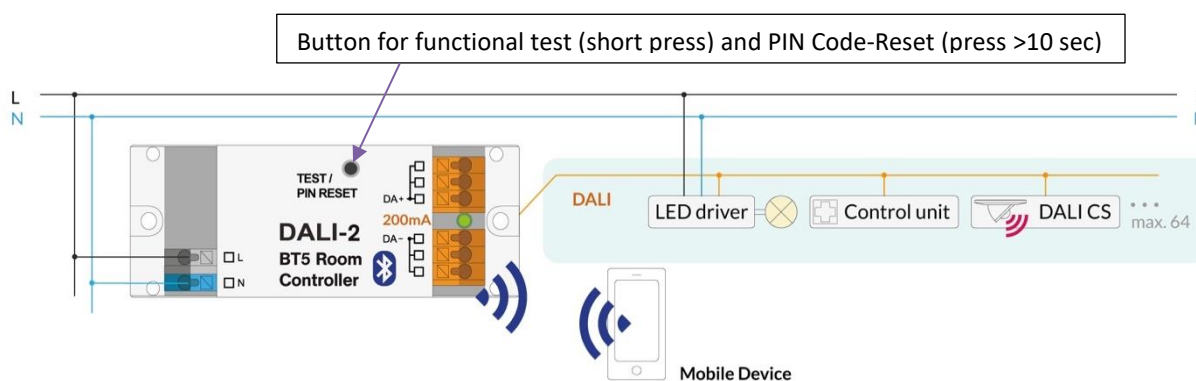 Button for functional test (short press) and PIN Code-Reset (press >10 sec)
L
N
TEST /
PIN RESET
DA+
200mA
DALI-2
DA−
BT5 Room
Controller
L
N
DALI
LED driver
Control unit
DALI CS
...
max. 64
Mobile Device